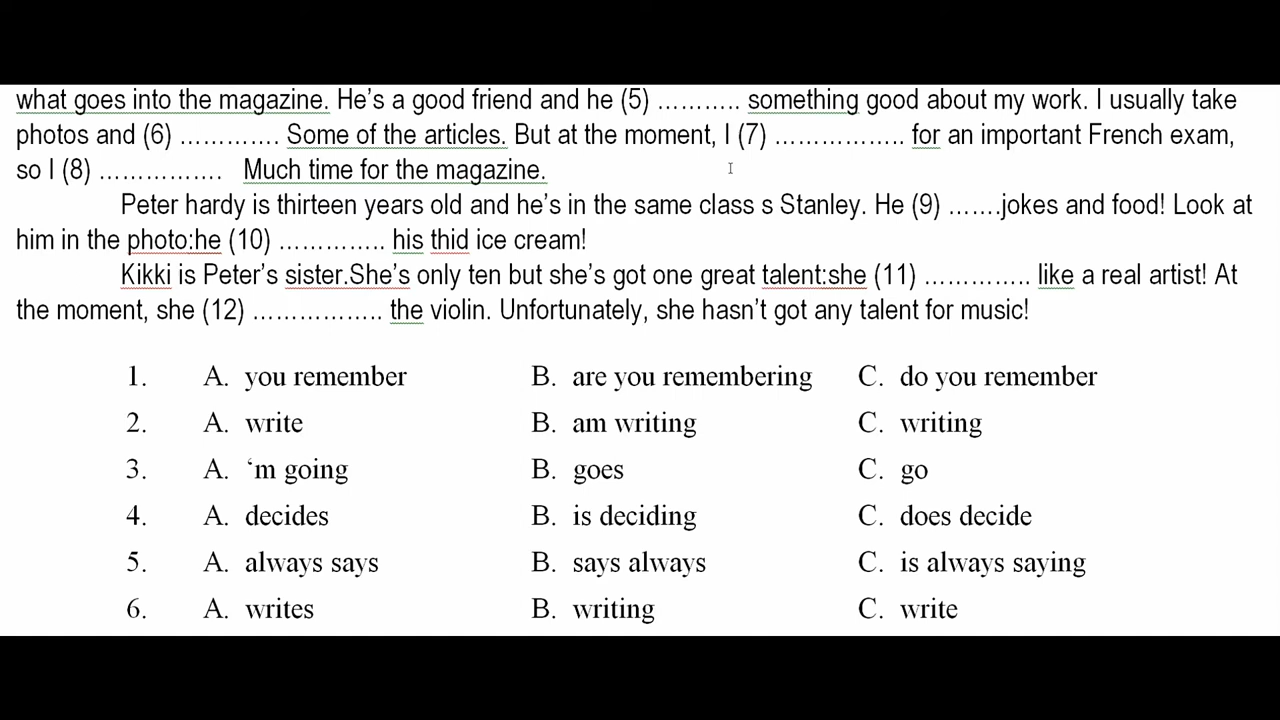 what goes into the magazine. He's a good friend and he (5) ……….. something good about my work. I usually take
photos and (6) …………. Some of the articles. But at the moment, I (7) …………….. for an important French exam,
so I (8) ……………. Much time for the magazine.
Peter hardy is thirteen years old and he's in the same class s Stanley. He (9) …….jokes and food! Look at
him in the photo:he (10) ………….. his thid ice cream!
Kikki is Peter's sister.She's only ten but she's got one great talent:she (11) ………….. like a real artist! At
the moment, she (12) …………….. the violin. Unfortunately, she hasn't got any talent for music!
1. A. you remember B. are you remembering C. do you remember
2. A. write B. am writing C. writing
3. A. 'm going B. goes C. go
4. A. decides B. is deciding C. does decide
5. A. always says B. says always C. is always saying
6. A. writes B. writing C. write